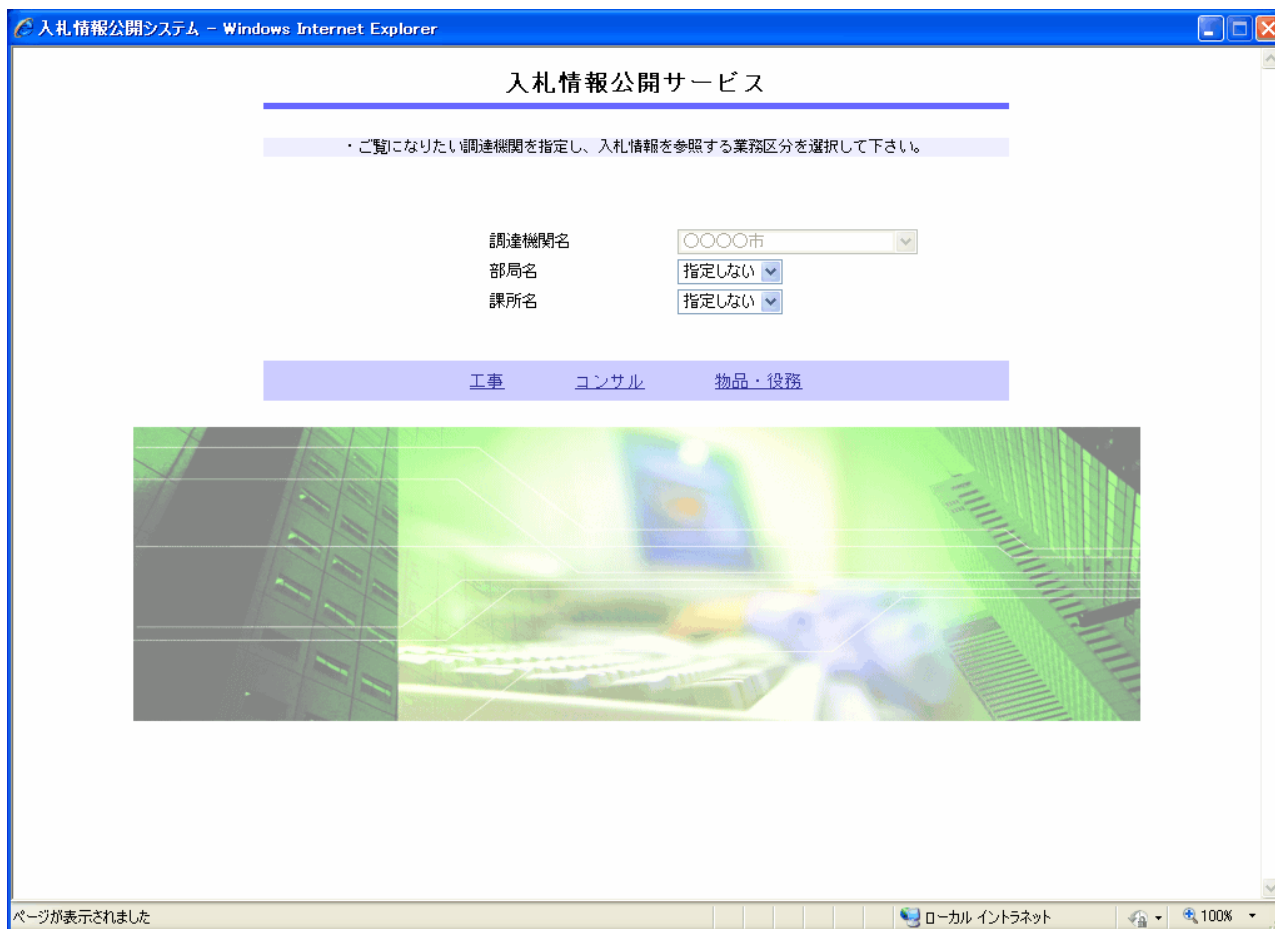 入札情報公開システム - Windows Internet Explorer
入札情報公開サービス
・ご覧になりたい調達機関を指定し、入札情報を参照する業務区分を選択して下さい。
調達機関名 〇〇〇〇市
部局名 指定しない
課所名 指定しない
工事 コンサル 物品・役務
ページが表示されました ローカル イントラネット 100%